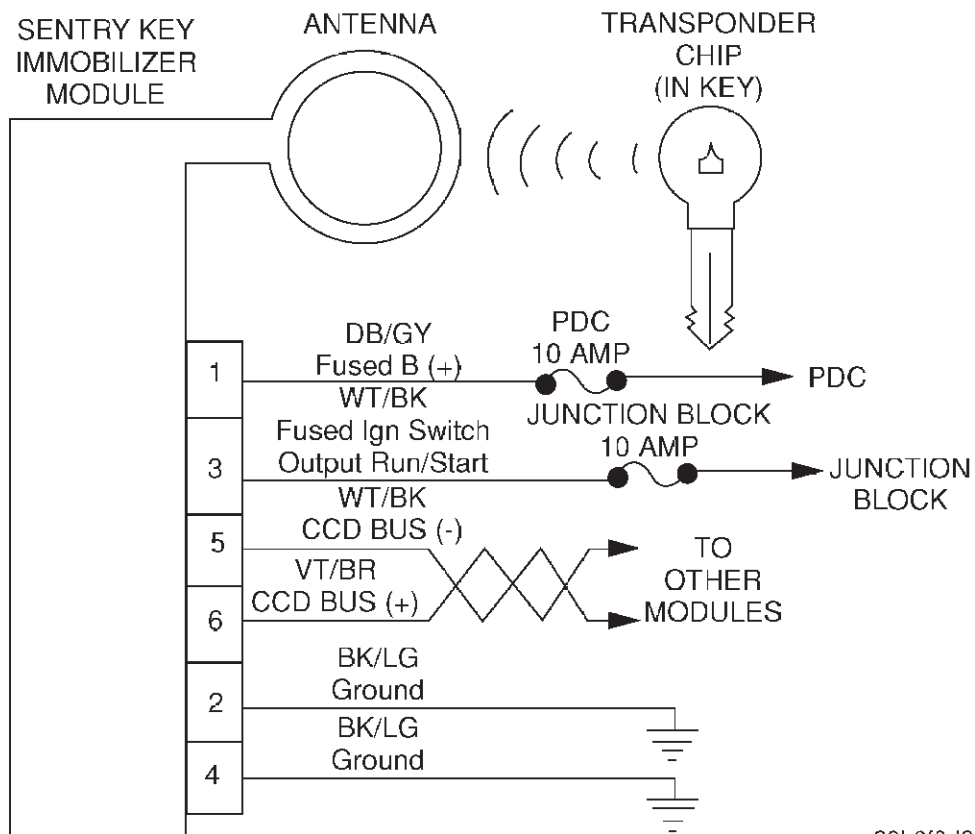 SENTRY KEY
IMMOBILIZER
MODULE
ANTENNA
TRANSPONDER
CHIP
(IN KEY)
1
DB/GY
Fused B (+)
PDC
10 AMP
PDC
3
WT/BK
Fused Ign Switch
Output Run/Start
JUNCTION BLOCK
10 AMP
JUNCTION
BLOCK
5
WT/BK
CCD BUS (-)
6
VT/BR
CCD BUS (+)
TO
OTHER
MODULES
2
BK/LG
Ground
4
BK/LG
Ground